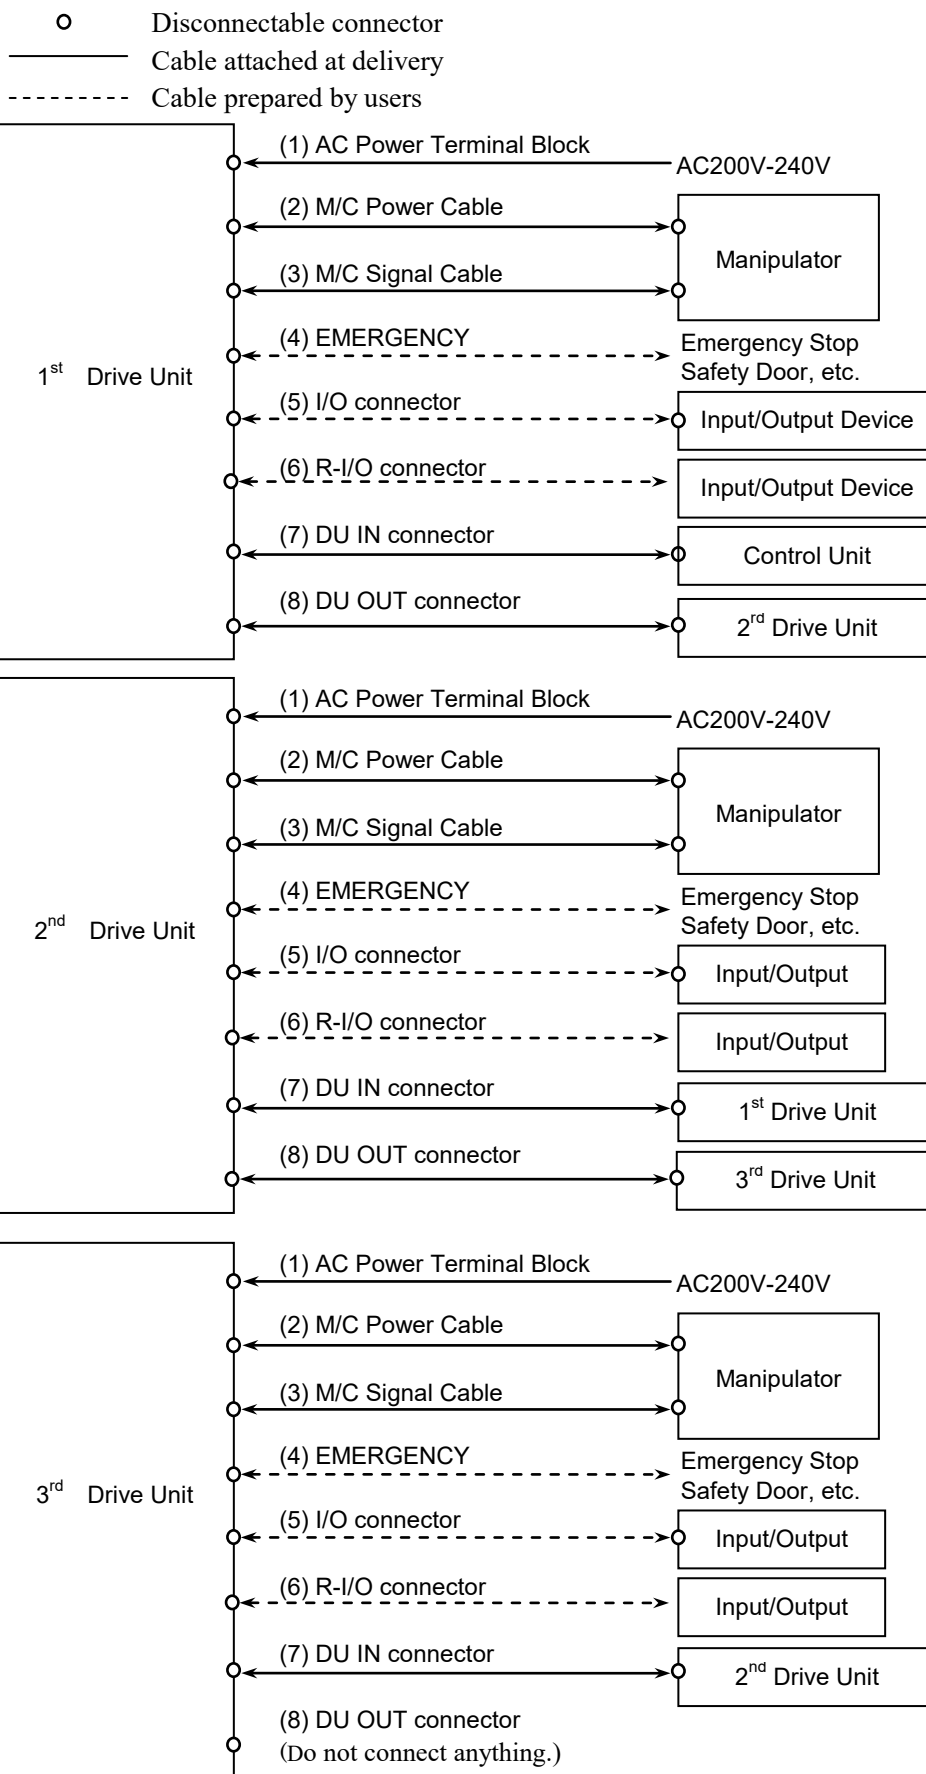 Disconnectable connector
Cable attached at delivery
Cable prepared by users
(1) AC Power Terminal Block
AC200V-240V
(2) M/C Power Cable
Manipulator
(3) M/C Signal Cable
(4) EMERGENCY
Emergency Stop
Safety Door, etc.
1st Drive Unit
(5) I/O connector
Input/Output Device
(6) R-I/O connector
Input/Output Device
(7) DU IN connector
Control Unit
(8) DU OUT connector
2rd Drive Unit
(1) AC Power Terminal Block
AC200V-240V
(2) M/C Power Cable
Manipulator
(3) M/C Signal Cable
(4) EMERGENCY
Emergency Stop
Safety Door, etc.
2nd Drive Unit
(5) I/O connector
Input/Output
(6) R-I/O connector
Input/Output
(7) DU IN connector
1st Drive Unit
(8) DU OUT connector
3rd Drive Unit
(1) AC Power Terminal Block
AC200V-240V
(2) M/C Power Cable
Manipulator
(3) M/C Signal Cable
(4) EMERGENCY
Emergency Stop
Safety Door, etc.
3rd Drive Unit
(5) I/O connector
Input/Output
(6) R-I/O connector
Input/Output
(7) DU IN connector
2nd Drive Unit
(8) DU OUT connector
(Do not connect anything.)